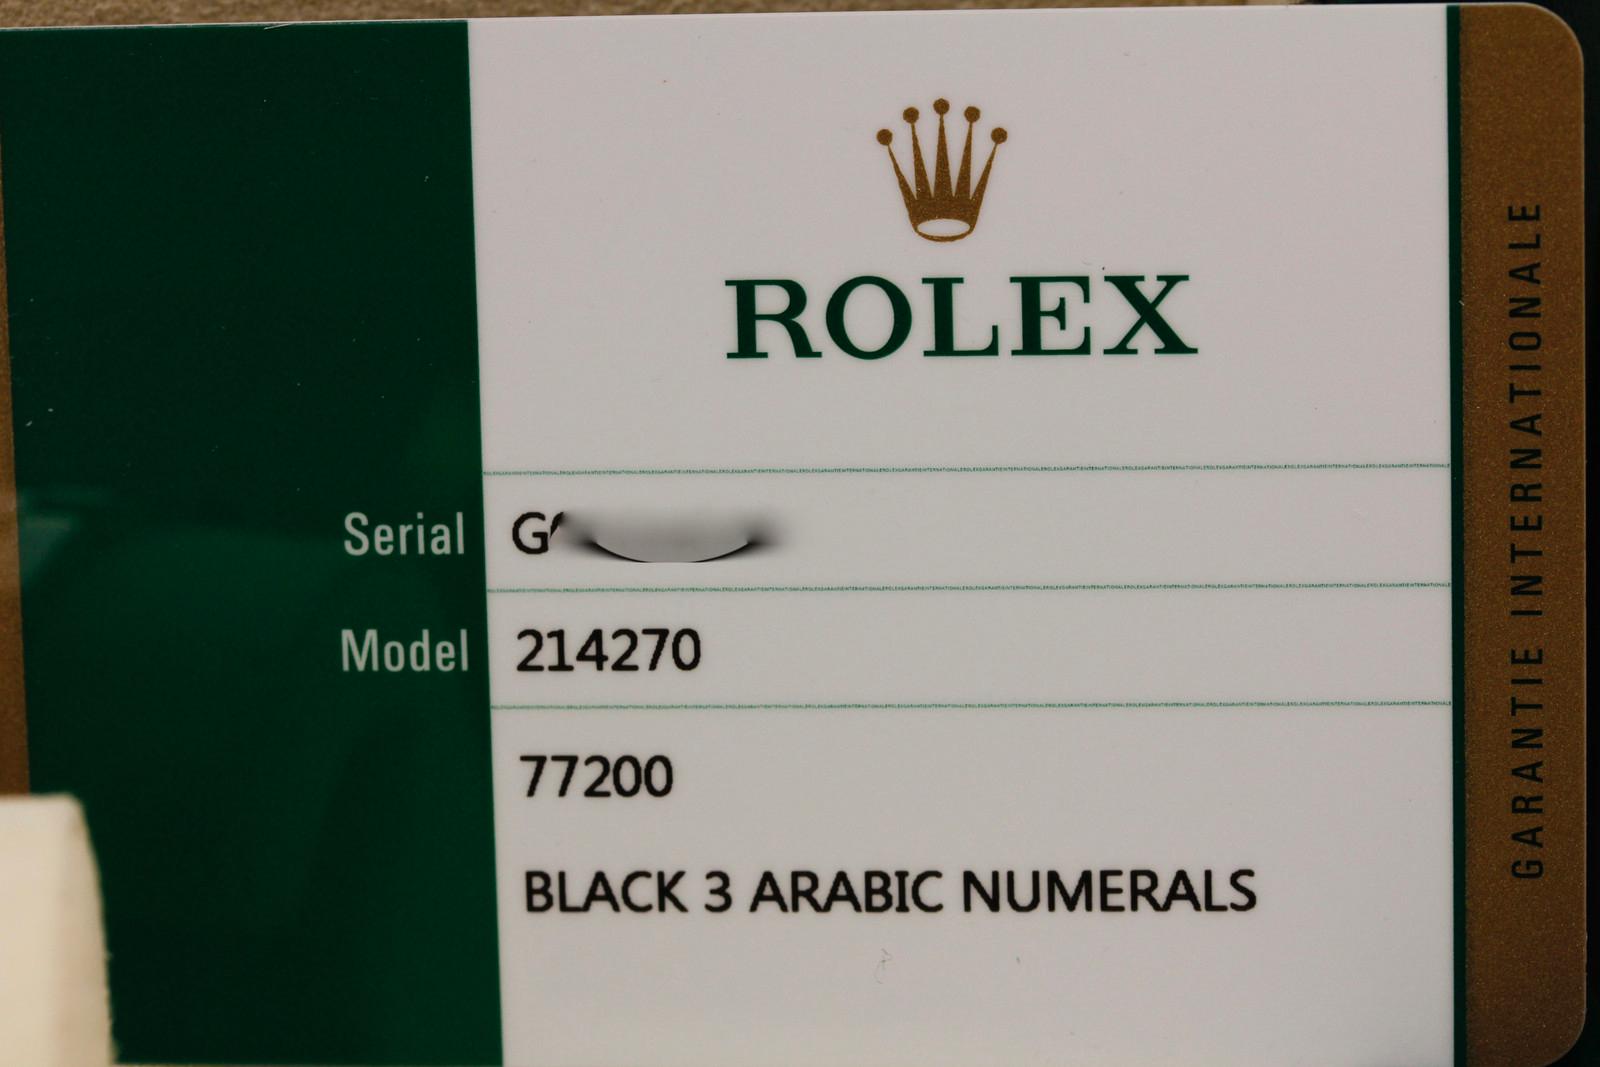 ROLEX
Serial G
Model 214270
77200
BLACK 3 ARABIC NUMERALS
GARANTIE INTERNATIONALE